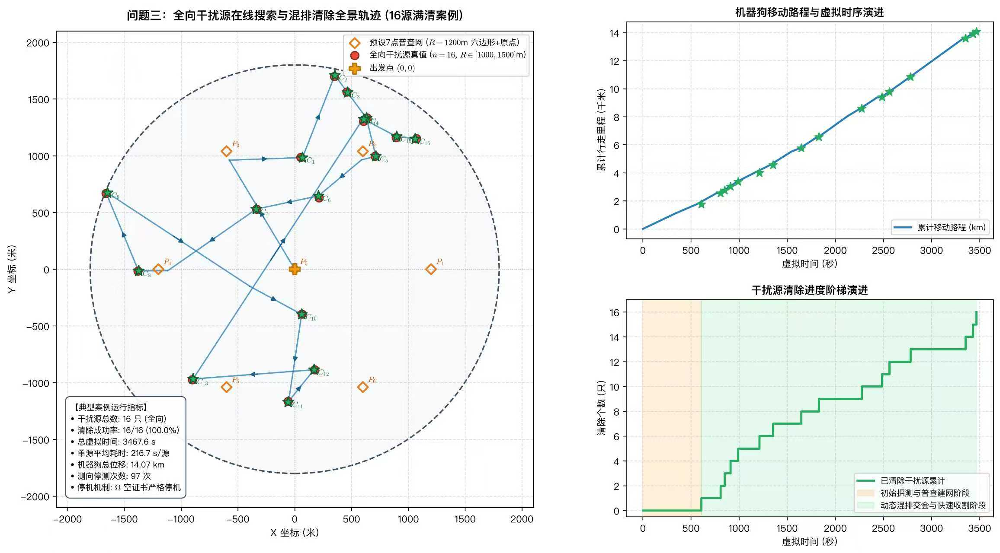 问题三：全向干扰源在线搜索与混排清除全景轨迹 (16源满清案例)
预设7点普查网 (R = 1200m 六边形+原点)
全向干扰源真值 (n = 16, R ∈ [1000, 1500]m)
出发点 (0, 0)
Y 坐标 (米)
2000
1500
1000
500
0
−500
−1000
−1500
−2000
C2
C3
C15
C16
P3
P2
C1
C5
C9
C6
C7
P4
P0
P1
C8
C10
C12
C13
P5
P6
C11
【典型案例运行指标】
• 干扰源总数: 16 只 (全向)
• 清除成功率: 16/16 (100.0%)
• 总虚拟时间: 3467.6 s
• 单源平均耗时: 216.7 s/源
• 机器狗总位移: 14.07 km
• 测向停测次数: 97 次
• 停机机制: Ω 空证书严格停机
−2000 −1500 −1000 −500 0 500 1000 1500 2000
X 坐标 (米)
机器狗移动路程与虚拟时序演进
累计行走里程 (千米)
14
12
10
8
6
4
2
0
累计移动路程 (km)
0 500 1000 1500 2000 2500 3000 3500
虚拟时间 (秒)
干扰源清除进度阶梯演进
清除个数 (只)
16
14
12
10
8
6
4
2
0
已清除干扰源累计
初始探测与普查建网阶段
动态混排交会与快速收割阶段
0 500 1000 1500 2000 2500 3000 3500
虚拟时间 (秒)